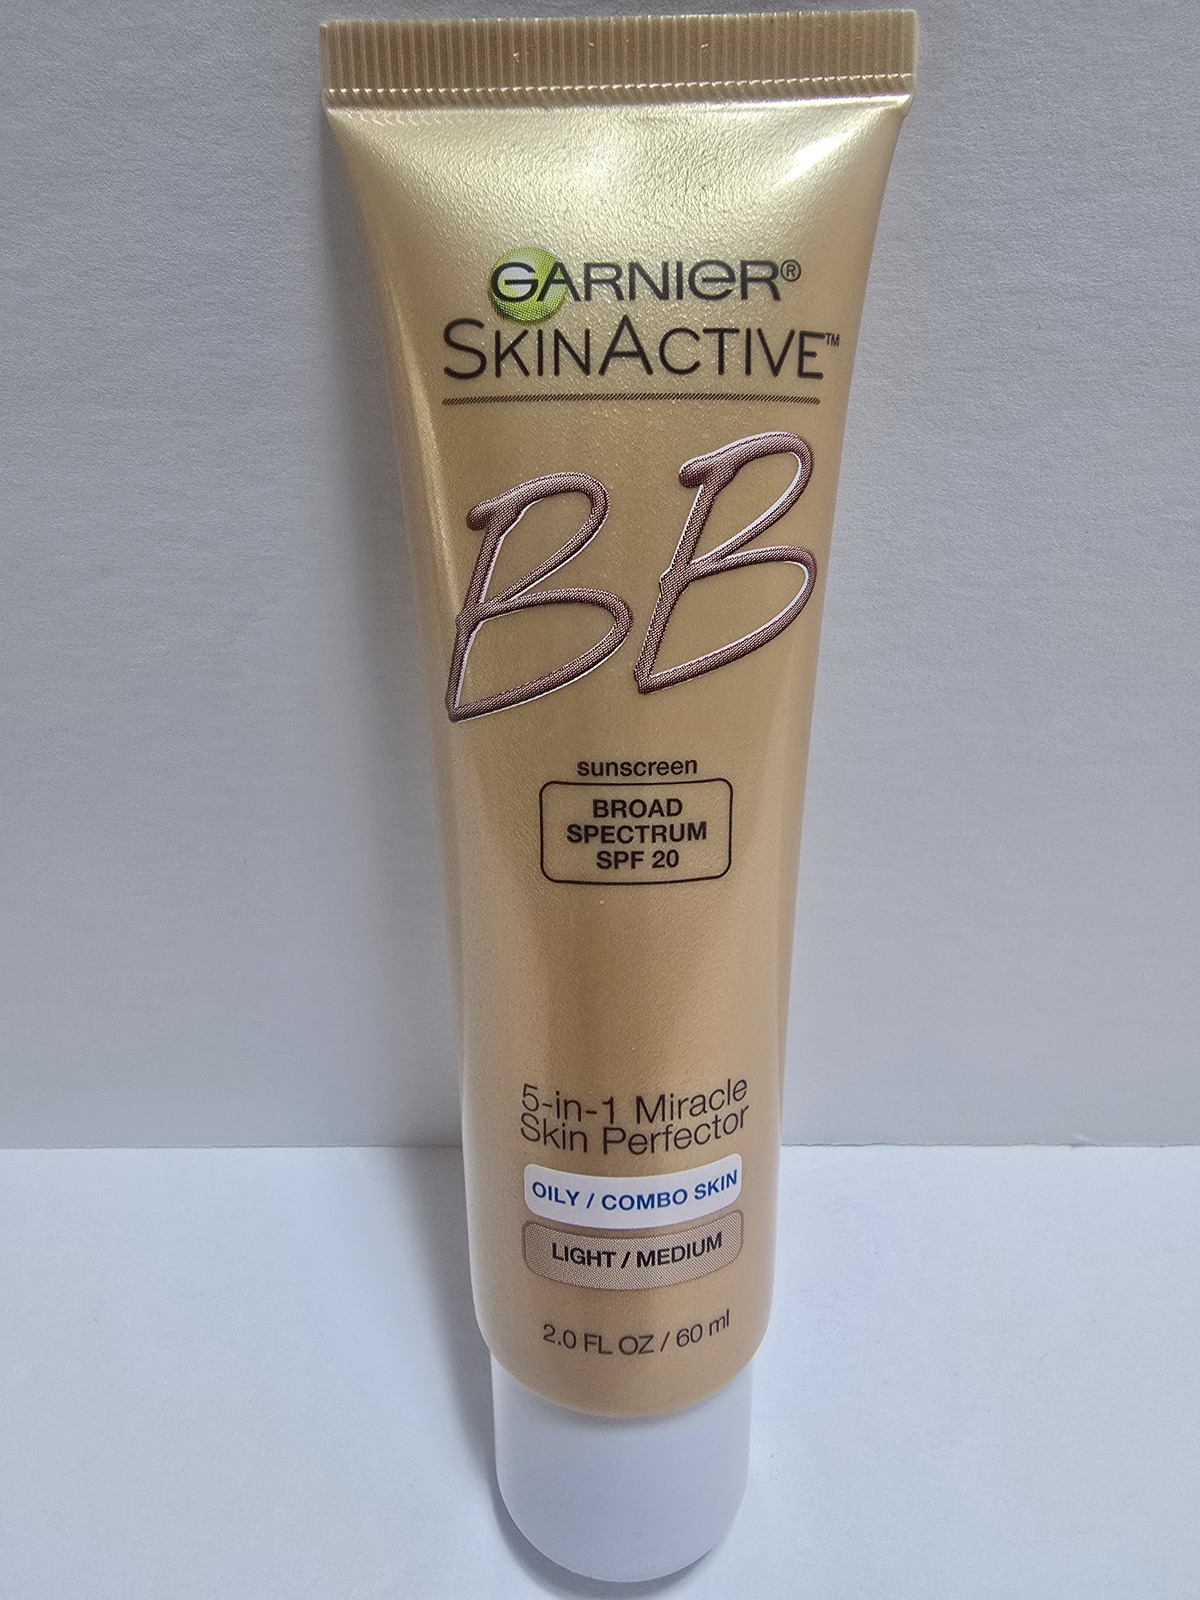 GARNIER®
SKINACTIVE™
BB
sunscreen
BROAD
SPECTRUM
SPF 20
5-in-1 Miracle
Skin Perfector
OILY / COMBO SKIN
LIGHT / MEDIUM
2.0 FL OZ / 60 ml